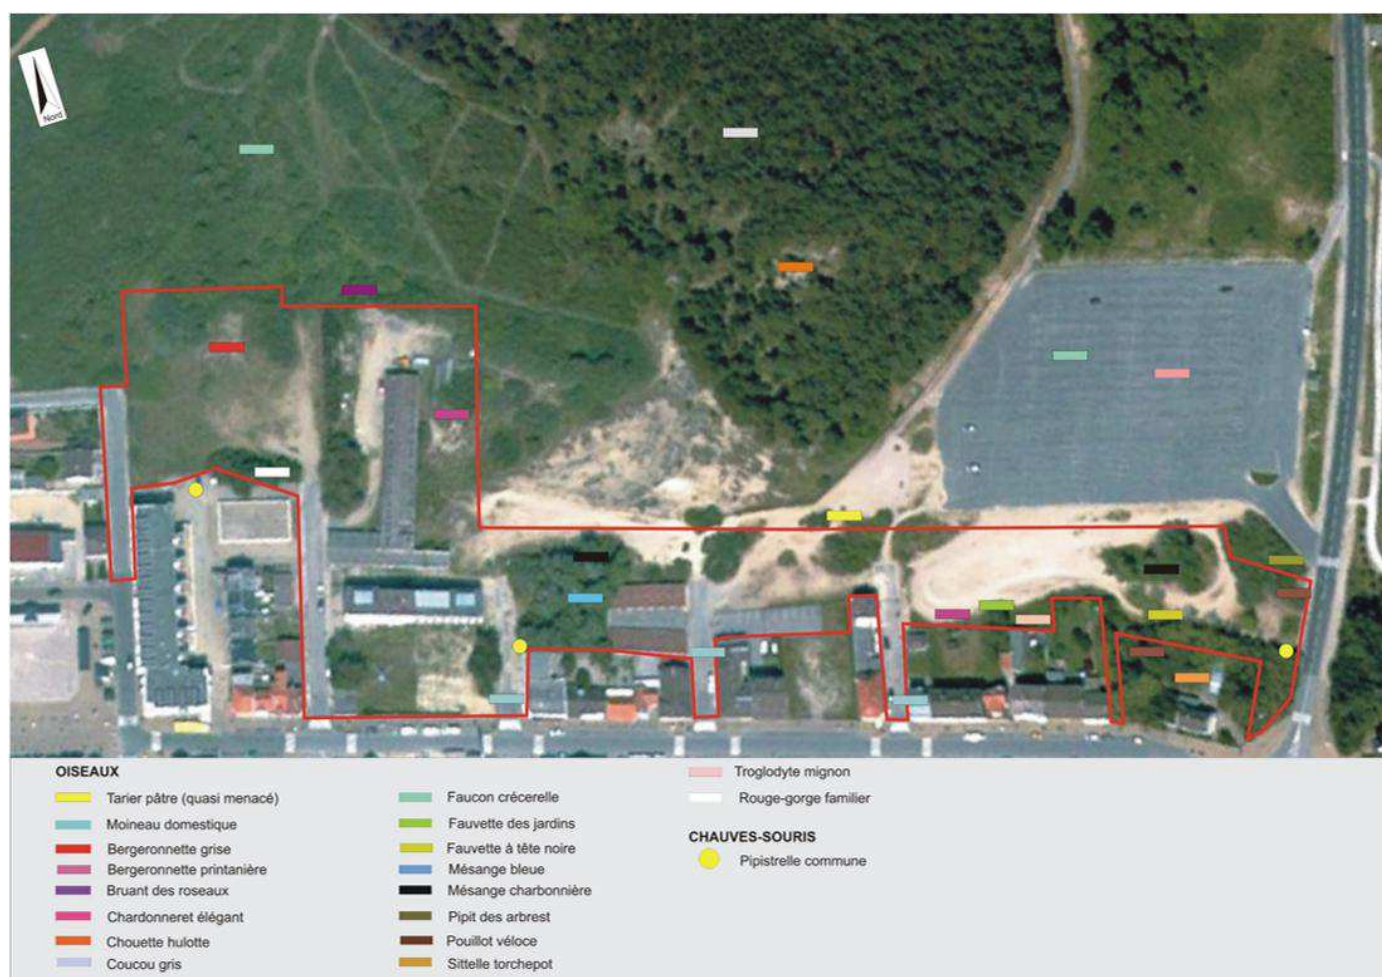 Nord
OISEAUX
Tarier pâtre (quasi menacé)
Moineau domestique
Bergeronnette grise
Bergeronnette printanière
Bruant des roseaux
Chardonneret élégant
Chouette hulotte
Coucou gris
Faucon crécerelle
Fauvette des jardins
Fauvette à tête noire
Mésange bleue
Mésange charbonnière
Pipit des arbrest
Pouillot véloce
Sittelle torchepot
Troglodyte mignon
Rouge-gorge familier
CHAUVES-SOURIS
Pipistrelle commune